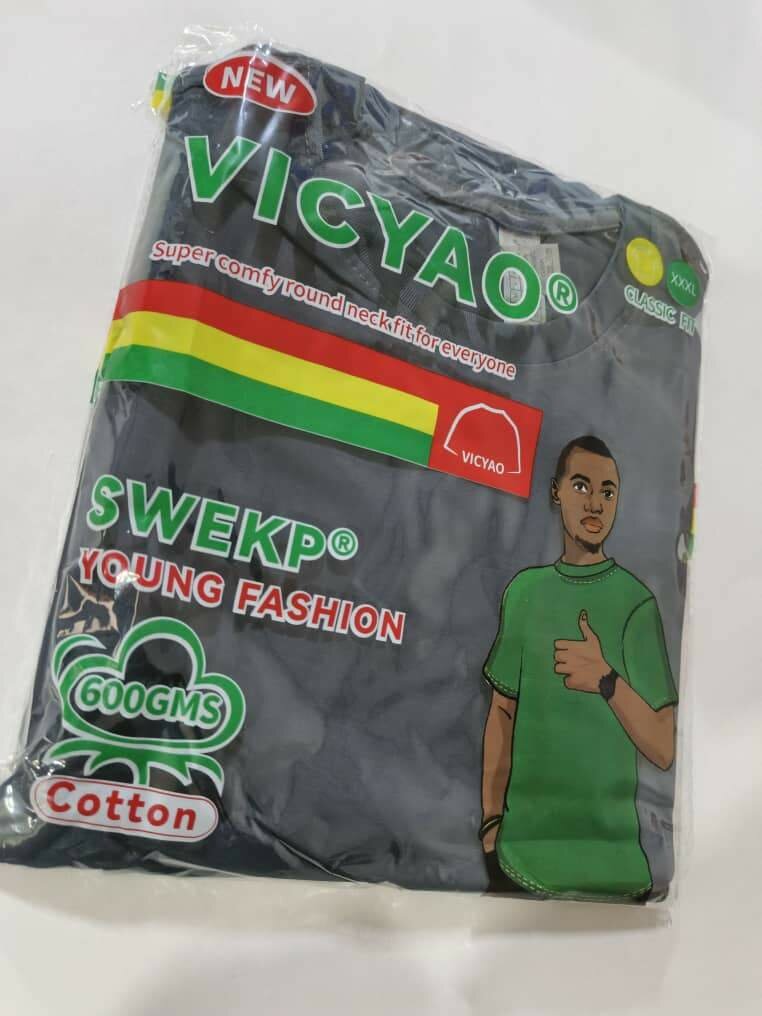 NEW
VICYAO®
Super comfy round neck fit for everyone
XXXL
CLASSIC FIT
VICYAO
SWEKP®
YOUNG FASHION
600GMS
Cotton